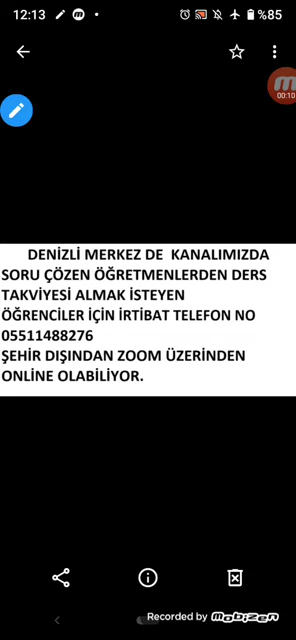 12:13
%85
00:10
DENİZLİ MERKEZ DE KANALIMIZDA
SORU ÇÖZEN ÖĞRETMENLERDEN DERS
TAKVİYESİ ALMAK İSTEYEN
ÖĞRENCİLER İÇİN İRTİBAT TELEFON NO
05511488276
ŞEHİR DIŞINDAN ZOOM ÜZERİNDEN
ONLİNE OLABİLİYOR.
Recorded by mobizen